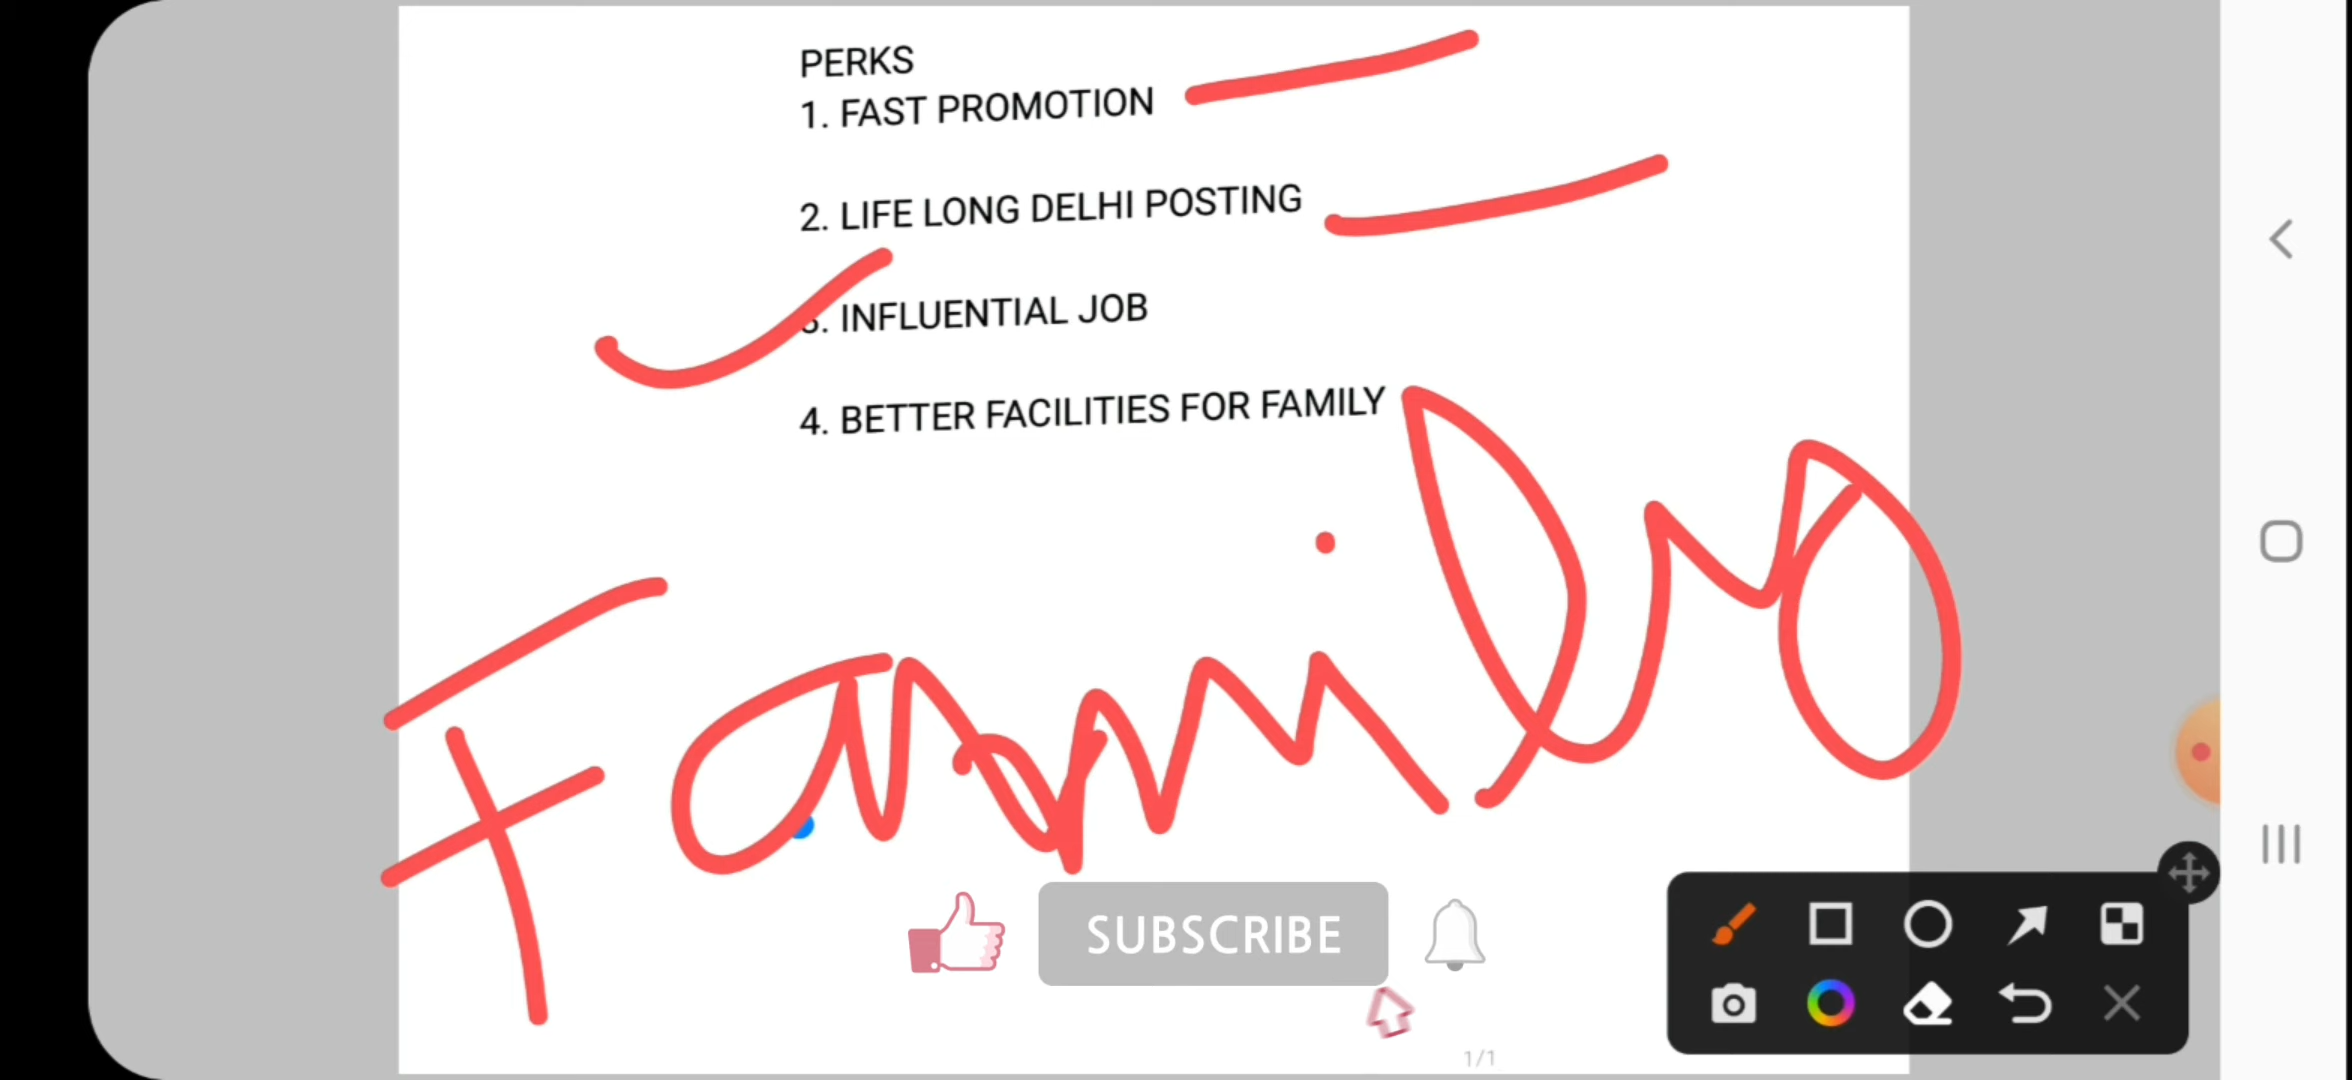 PERKS
1. FAST PROMOTION
2. LIFE LONG DELHI POSTING
3. INFLUENTIAL JOB
4. BETTER FACILITIES FOR FAMILY
Family
SUBSCRIBE
1/1